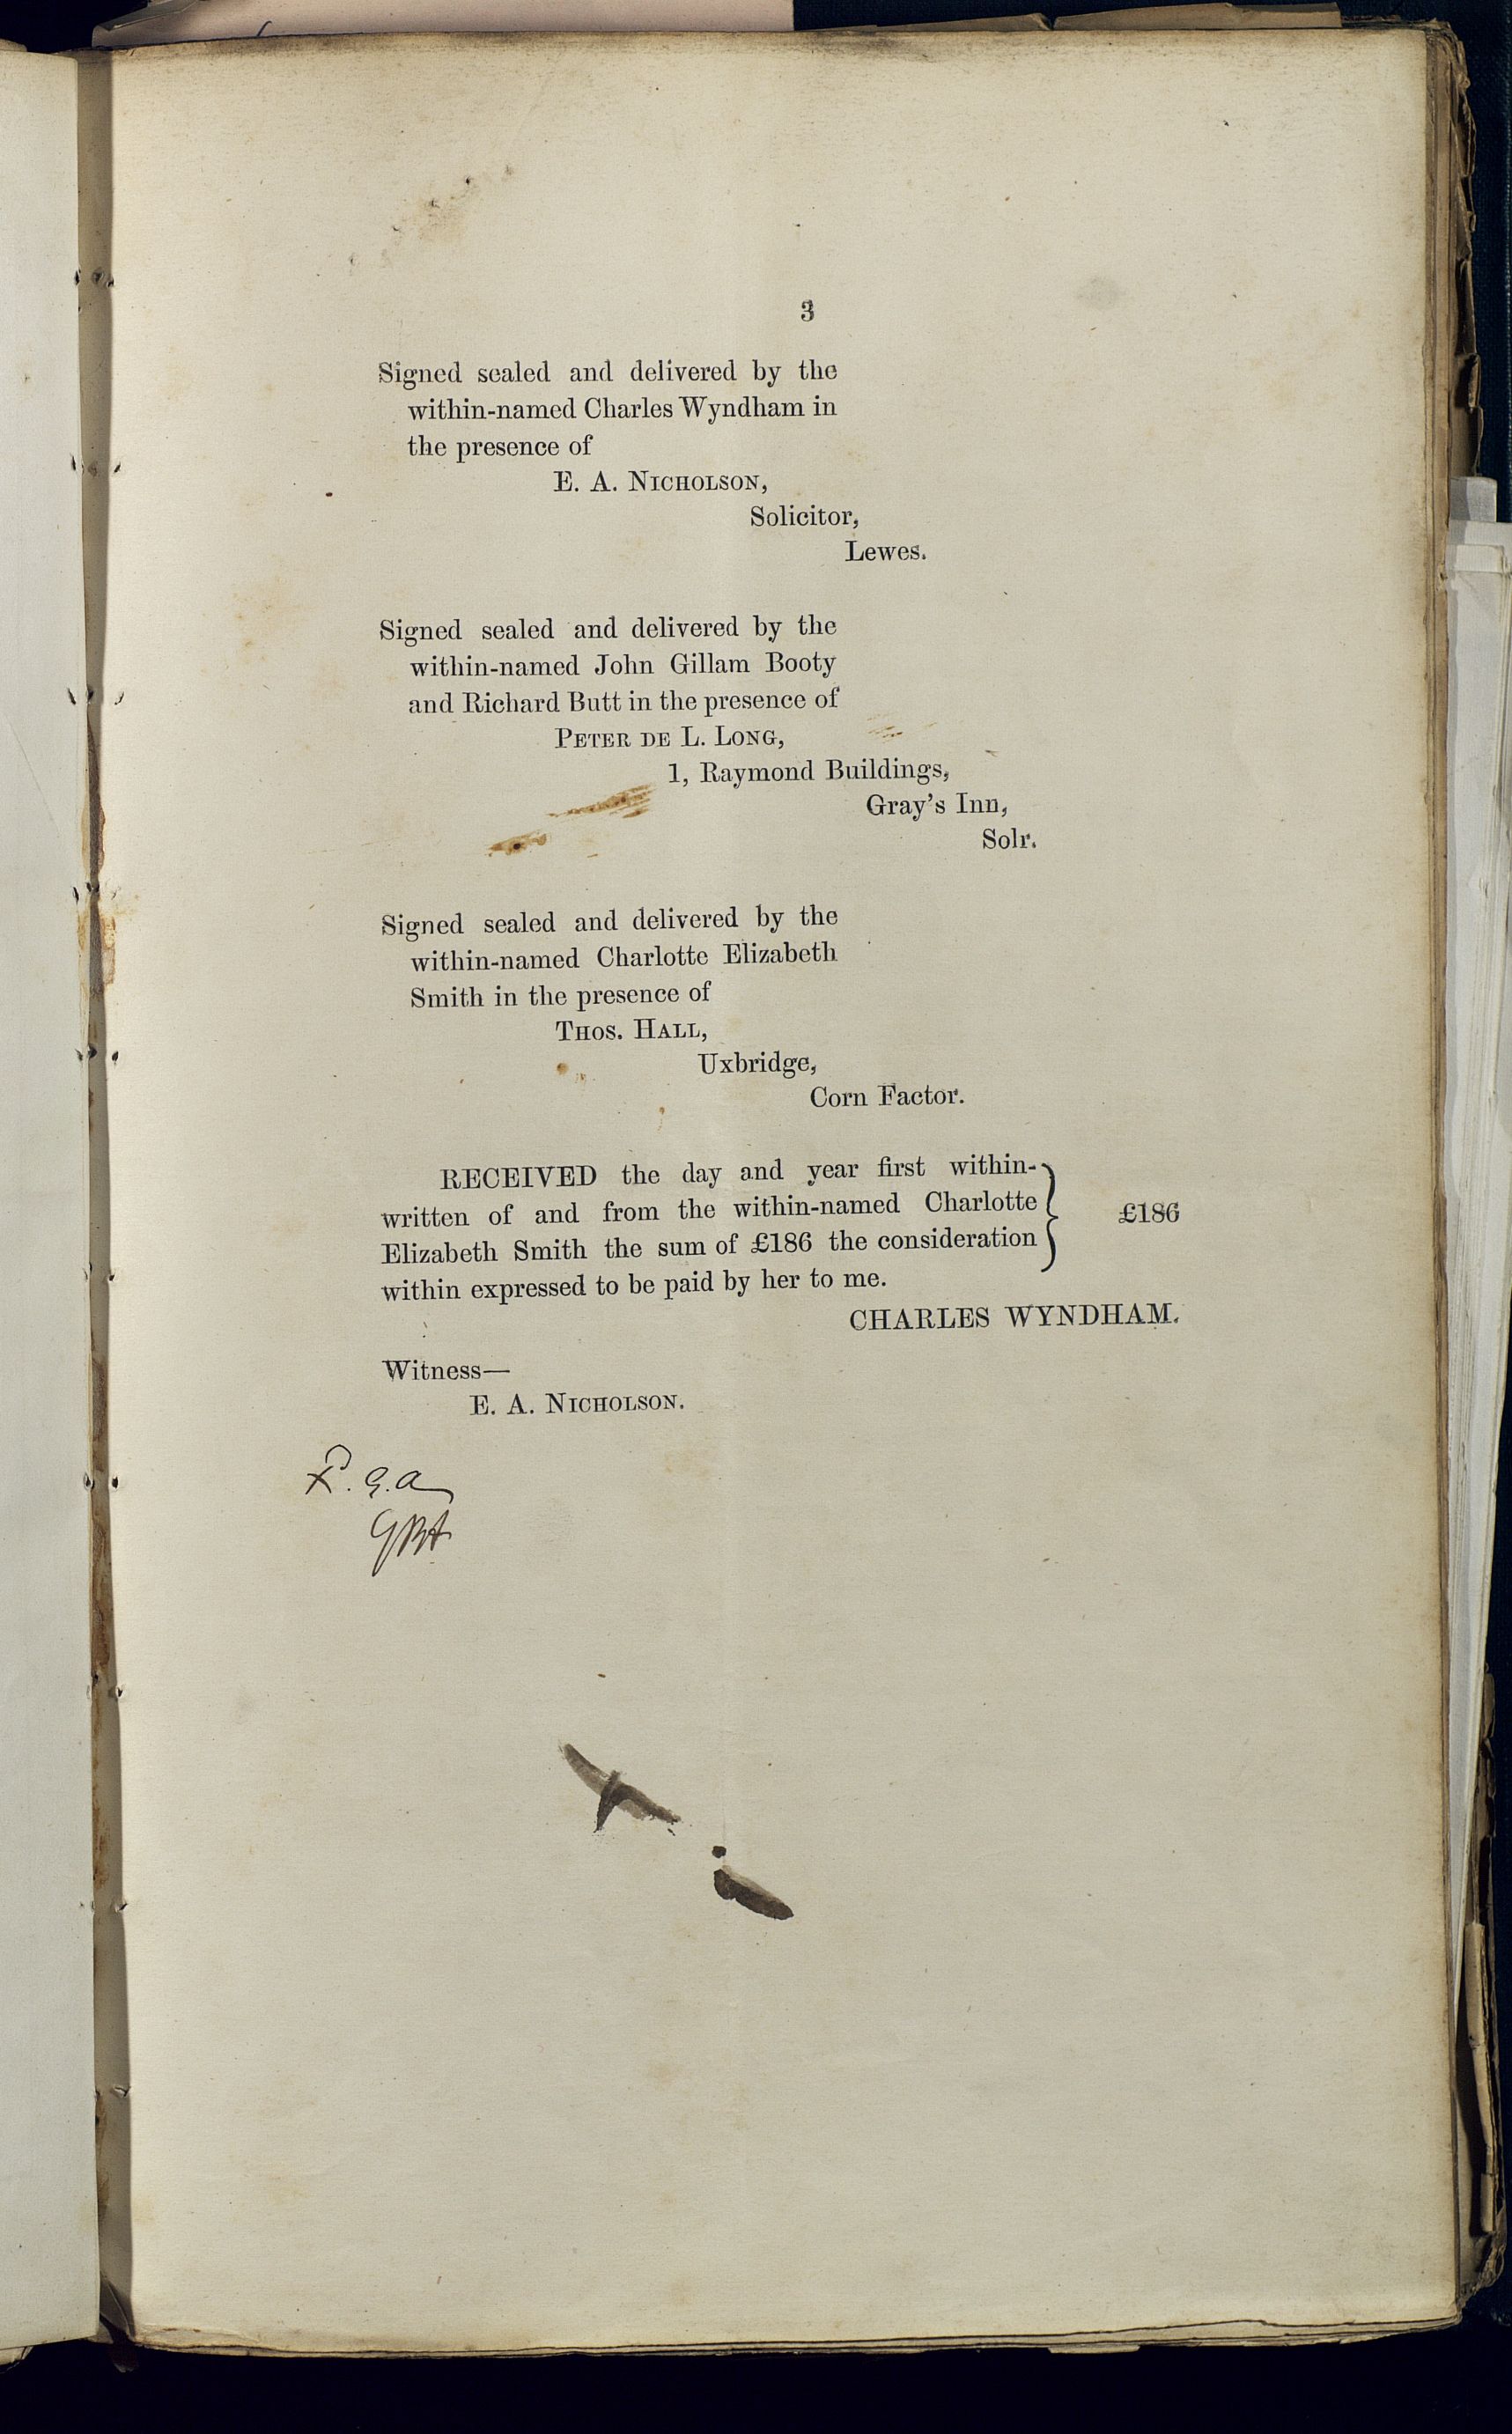 3
Signed sealed and delivered by the
within-named Charles Wyndham in
the presence of
E. A. NICHOLSON,
Solicitor,
Lewes.
Signed sealed and delivered by the
within-named John Gillam Booty
and Richard Butt in the presence of
PETER DE L. LONG,
1, Raymond Buildings,
Gray's Inn,
Solr.
Signed sealed and delivered by the
within-named Charlotte Elizabeth
Smith in the presence of
THOS. HALL,
Uxbridge,
Corn Factor.
RECEIVED the day and year first within-
written of and from the within-named Charlotte
Elizabeth Smith the sum of £186 the consideration
within expressed to be paid by her to me.
£186
CHARLES WYNDHAM.
Witness—
E. A. NICHOLSON.